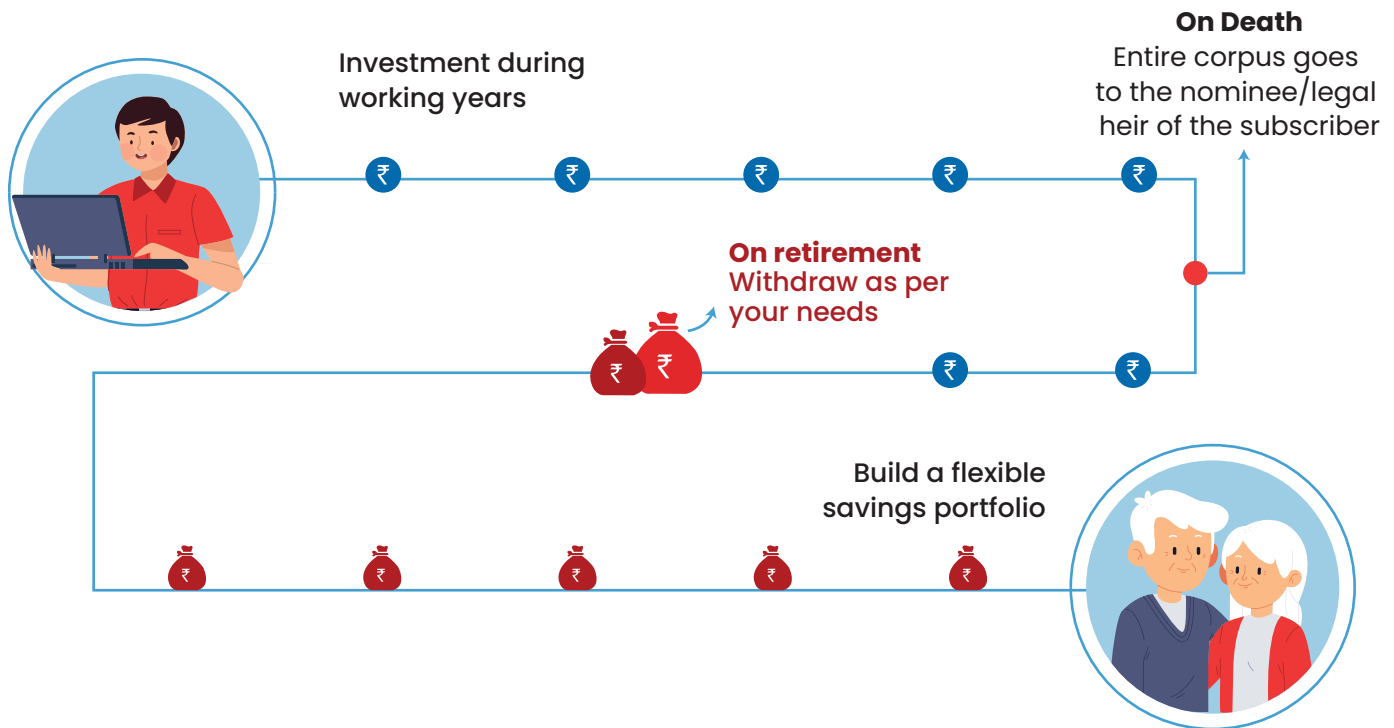 Investment during
working years
On Death
Entire corpus goes
to the nominee/legal
heir of the subscriber
₹ ₹ ₹ ₹ ₹
On retirement
Withdraw as per
your needs
₹ ₹ ₹ ₹
Build a flexible
savings portfolio
₹ ₹ ₹ ₹ ₹